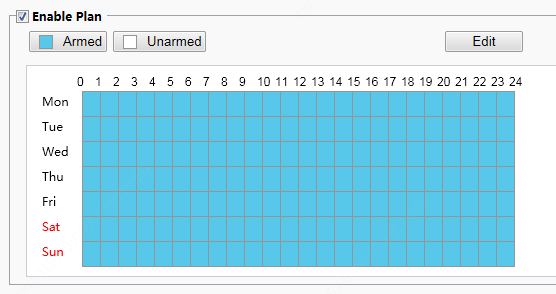 Enable Plan
Armed Unarmed Edit
0 1 2 3 4 5 6 7 8 9 10 11 12 13 14 15 16 17 18 19 20 21 22 23 24
Mon
Tue
Wed
Thu
Fri
Sat
Sun